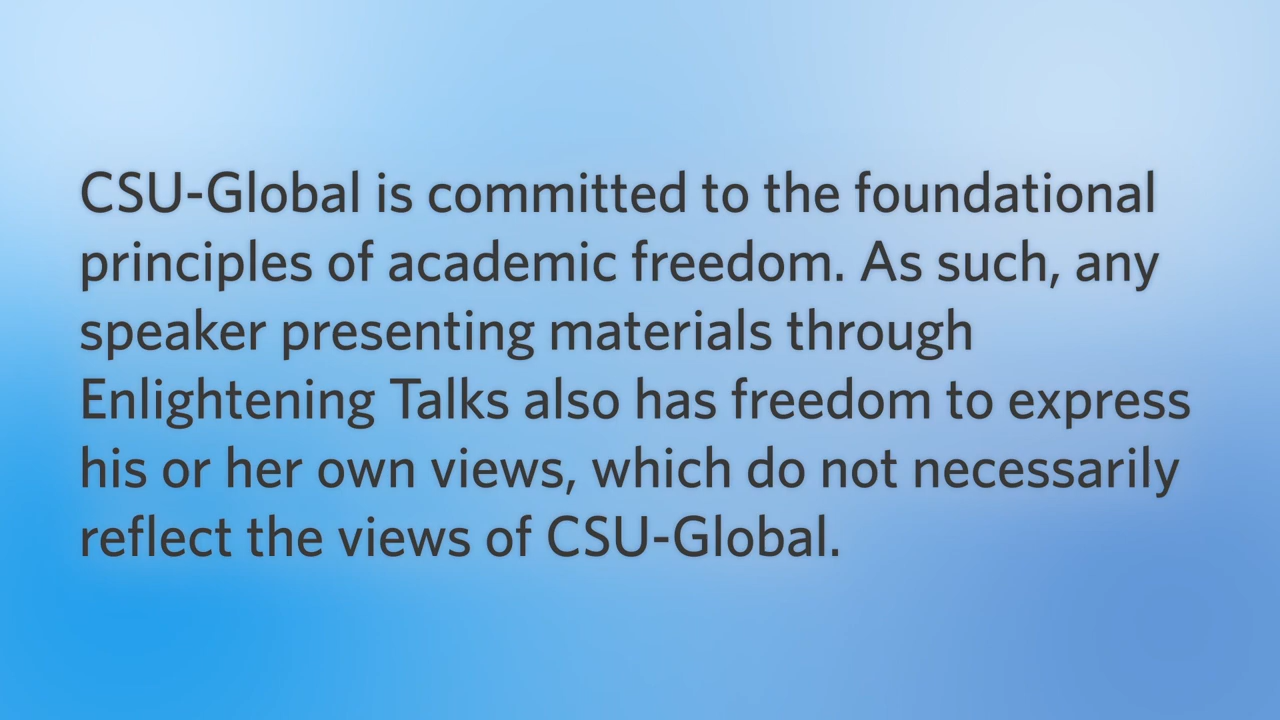 CSU-Global is committed to the foundational
principles of academic freedom. As such, any
speaker presenting materials through
Enlightening Talks also has freedom to express
his or her own views, which do not necessarily
reflect the views of CSU-Global.